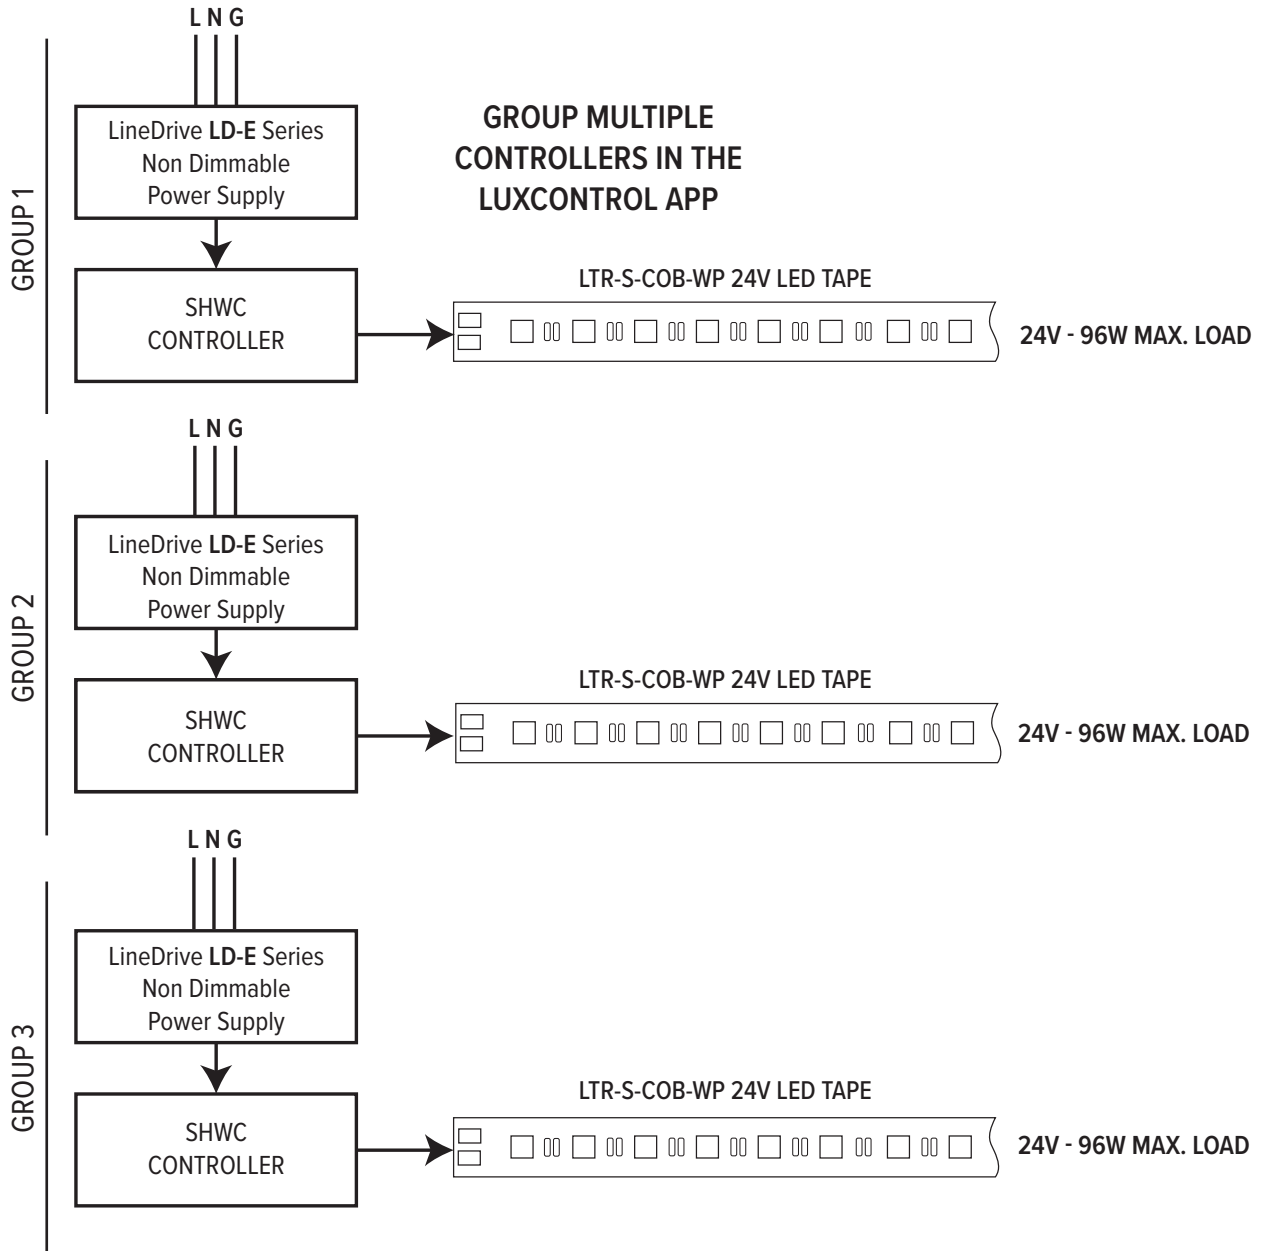 L N G
LineDrive LD-E Series
Non Dimmable
Power Supply
GROUP MULTIPLE
CONTROLLERS IN THE
LUXCONTROL APP
GROUP 1
SHWC
CONTROLLER
LTR-S-COB-WP 24V LED TAPE
24V - 96W MAX. LOAD
L N G
LineDrive LD-E Series
Non Dimmable
Power Supply
GROUP 2
SHWC
CONTROLLER
LTR-S-COB-WP 24V LED TAPE
24V - 96W MAX. LOAD
L N G
LineDrive LD-E Series
Non Dimmable
Power Supply
GROUP 3
SHWC
CONTROLLER
LTR-S-COB-WP 24V LED TAPE
24V - 96W MAX. LOAD